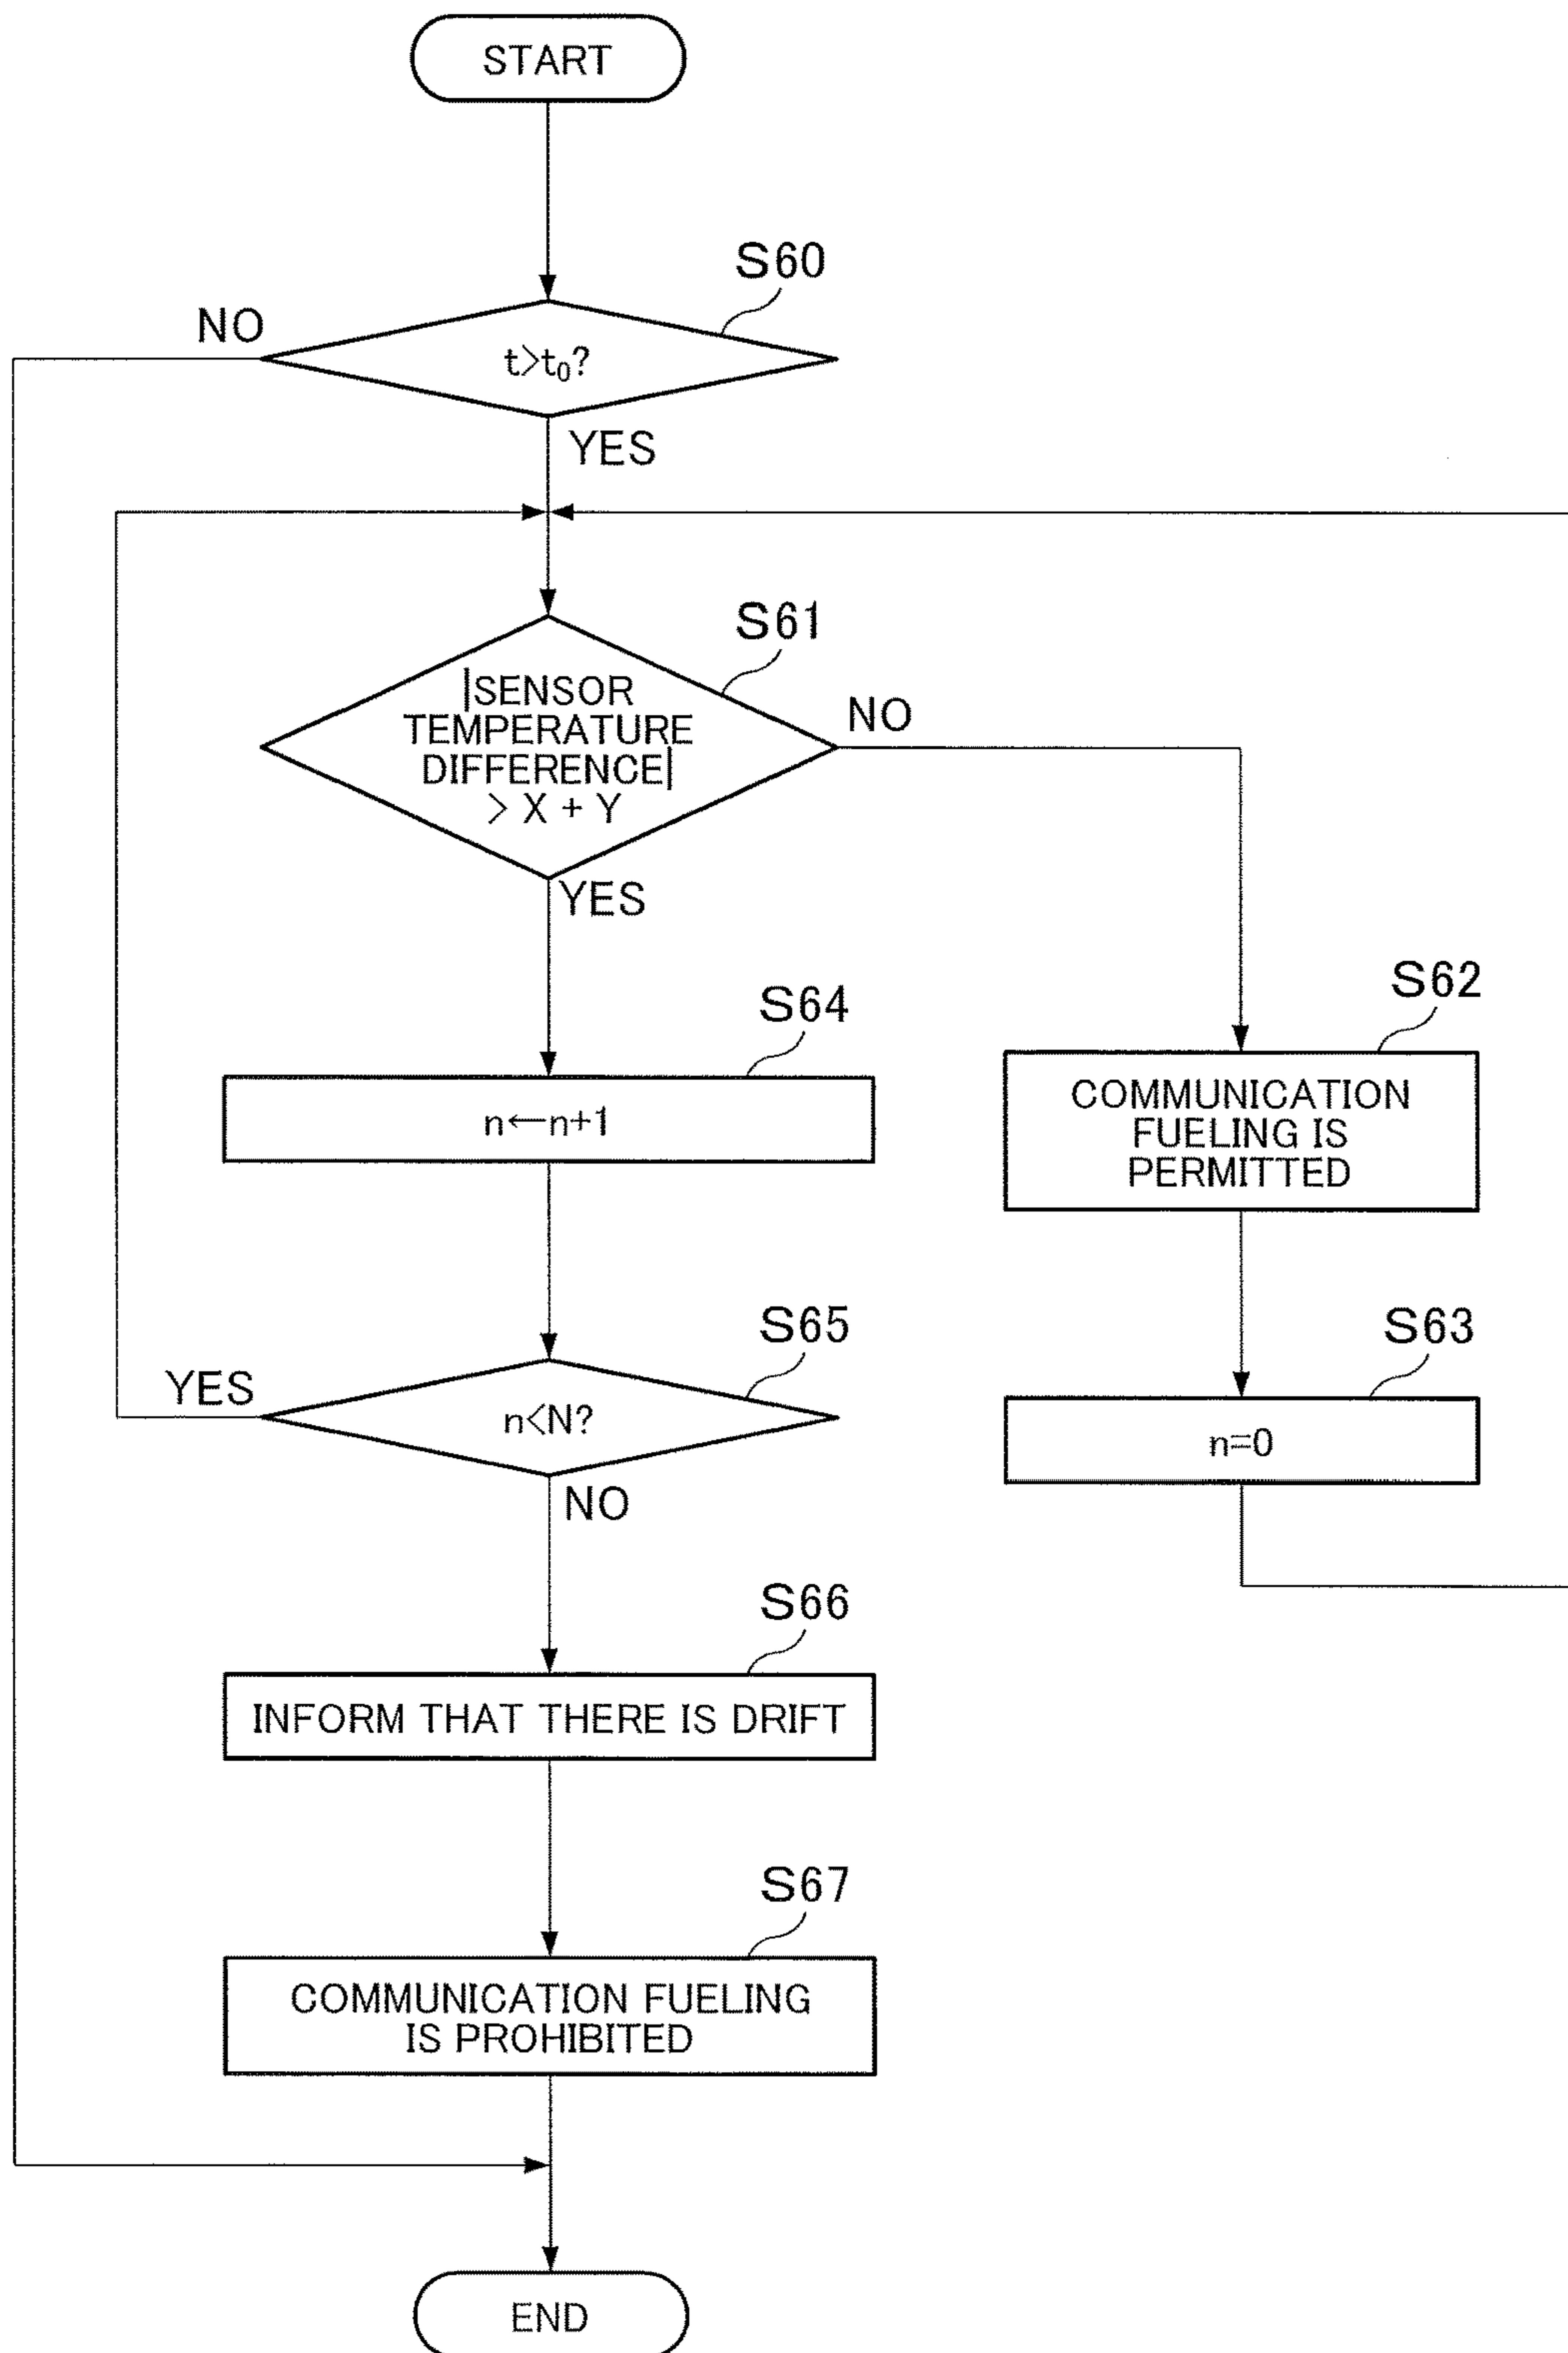 START
S60
NO
t>t₀?
YES
S61
|SENSOR
TEMPERATURE
DIFFERENCE|
> X + Y
NO
YES
S64
n←n+1
S62
COMMUNICATION
FUELING IS
PERMITTED
S65
YES
n<N?
NO
S63
n=0
S66
INFORM THAT THERE IS DRIFT
S67
COMMUNICATION FUELING
IS PROHIBITED
END